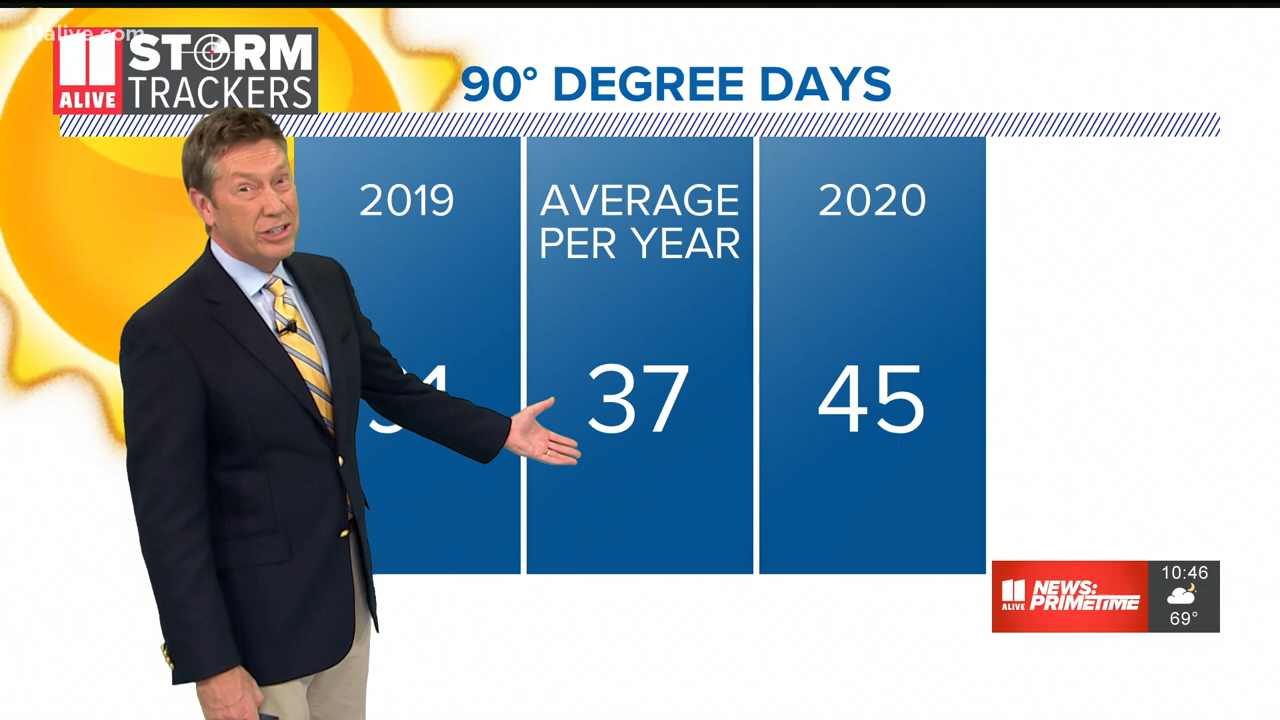 11alive.com
11 ALIVE
STORM
TRACKERS
90° DEGREE DAYS
2019
AVERAGE
PER YEAR
2020
37
45
11 ALIVE
NEWS:
PRIMETIME
10:46
69°